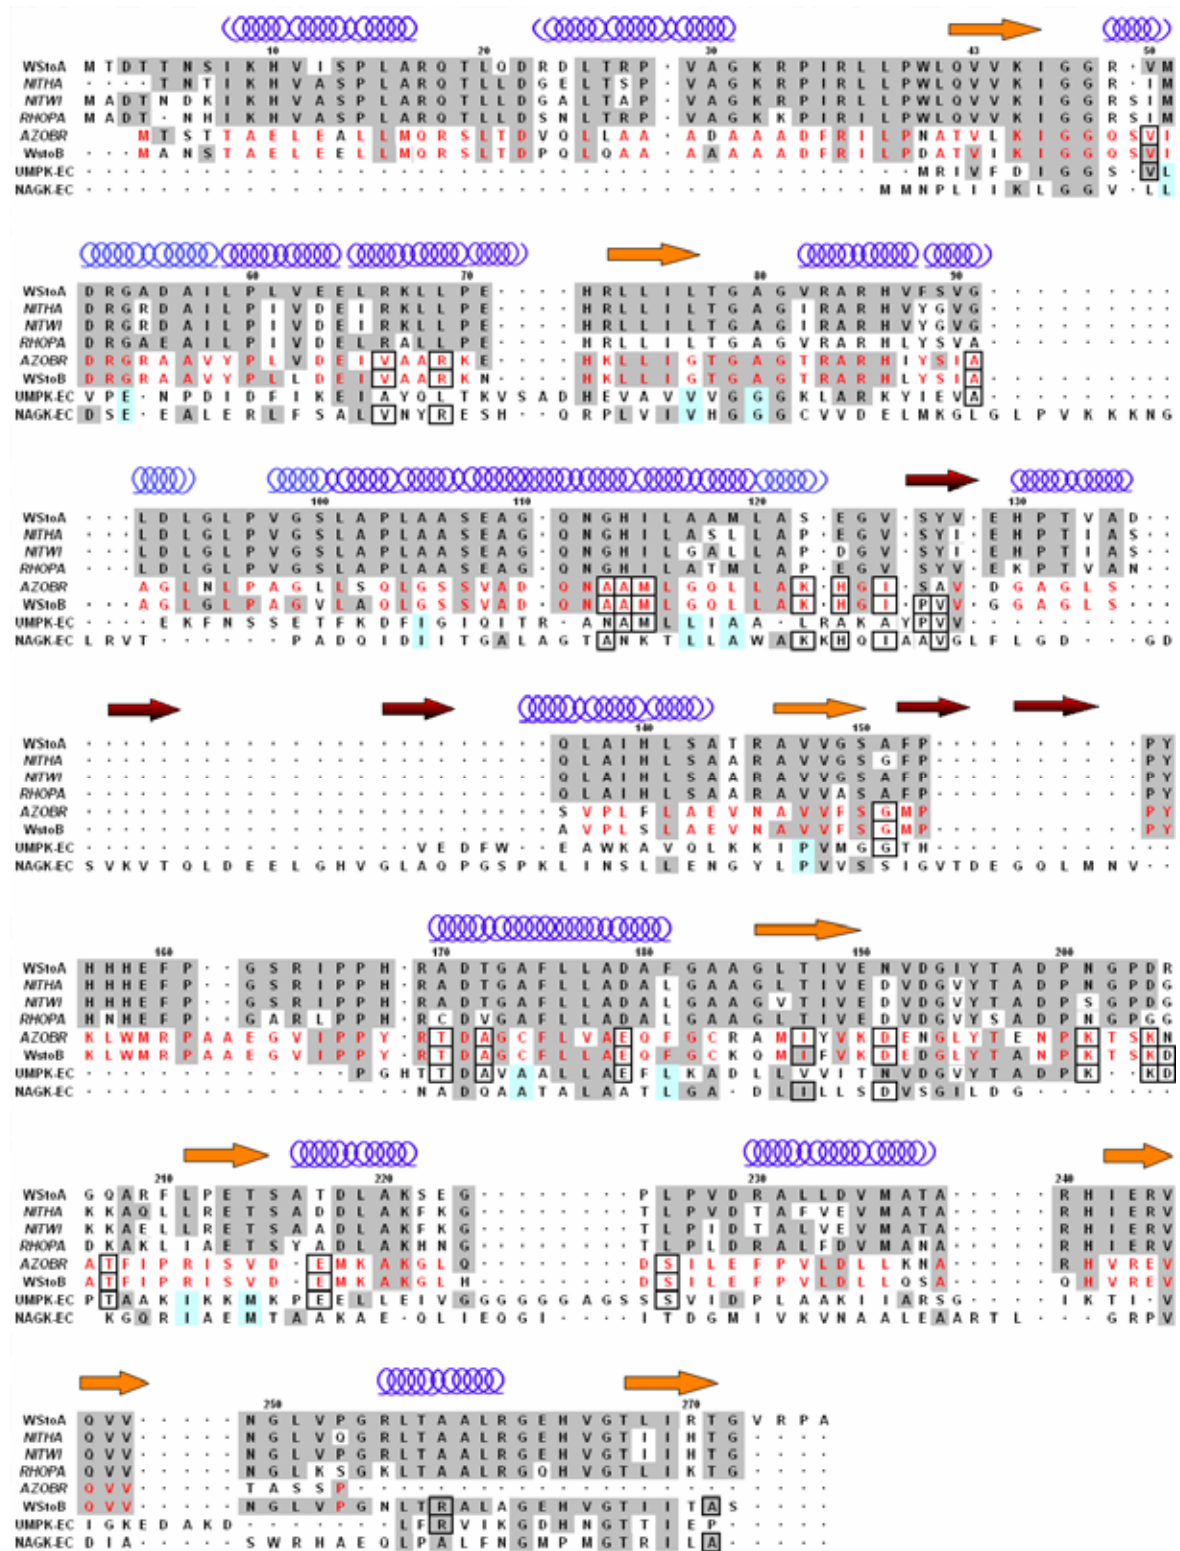 10 20 31 43 50
WStoA M T D T T N S I K H V I S P L A R Q T L Q D R D L T R P · V A G K R P I R L L P W L Q V V K I G G R · V M
NITHA · · · · T N T I K H V A S P L A R Q T L L D G E L T S P · V A G K R P I R L L P W L Q V V K I G G R · I M
NITWI M A D T N D K I K H V A S P L A R Q T L L D G A L T A P · V A G K R P I R L L P W L Q V V K I G G R S I M
RHOPA M A D T · N H I K H V A S P L A R Q T L L D S N L T R P · V A G K K P I R L L P W L Q V V K I G G R S I M
AZOBR M T S T T A E L E A L L M Q R S L T D V Q L L A A · A D A A A D F R I L P N A T V L K I G G Q S V I
WstoB · · · M A N S T A E L E E L L M Q R S L T D P Q L Q A A · A A A A A D F R I L P D A T V I K I G G Q S V I
UMPK-EC M R I V F D I G G S · V L
NAGK-EC M M N P L I I K L G G V · L L
60 70 80 90
WStoA D R G A D A I L P L V E E L R K L L P E · · · · H R L L I L T G A G V R A R H V F S V G · · · · · · · · ·
NITHA D R G R D A I L P I V D E I R K L L P E · · · · H R L L I L T G A G I R A R H V Y G V G · · · · · · · · ·
NITWI D R G R D A I L P I V D E I R K L L P E · · · · H R L L I L T G A G I R A R H V Y G V G · · · · · · · · ·
RHOPA D R G A E A I L P I V D E L R A L L P E · · · · H R L L I L T G A G V R A R H L Y S V A · · · · · · · · ·
AZOBR D R G R A A V Y P L V D E I V A A R K E · · · · H K L L I G T G A G T R A R H I Y S I A · · · · · · · · ·
WStoB D R G R A A V Y P L L D E I V A A R K N · · · · H K L L I G T G A G T R A R H L Y S I A · · · · · · · · ·
UMPK-EC V P E · N P D I D F I K E I A Y Q L T K V S A D H E V A V V V G G G K L A R K Y I E V A · · · · · · · · ·
NAGK-EC D S E · E A L E R L F S A L V N Y R E S H · · Q R P L V I V H G G G C V V D E L M K G L G L P V K K K N G
100 110 120 130
WStoA · · · L D L G L P V G S L A P L A A S E A G · Q N G H I L A A M L A S · E G V · S Y V · E H P T V A D · ·
NITHA · · · L D L G L P V G S L A P L A A S E A G · Q N G H I L A S L L A P · E G V · S Y I · E H P T I A S · ·
NITWI · · · L D L G L P V G S L A P L A A S E A G · Q N G H I L G A L L A P · D G V · S Y I · E H P T I A S · ·
RHOPA · · · L D L G L P V G S L A P L A A S E A G · Q N G H I L A T M L A P · E G V · S Y V · E K P T V A N · ·
AZOBR A G L N L P A G L L S Q L G S S V A D · Q N A A M L G Q L L A K · H G I · S A V · D G A G L S · ·
WStoB · · · A G L G L P A G V L A Q L G S S V A D · Q N A A M L G Q L L A K · H G I · P V V · G G A G L S · ·
UMPK-EC · · · · E K F N S S E T F K D F I G I Q I T R · A N A M L L I A A · L R A K A Y P V V · · · · · · · · ·
NAGK-EC L R V T · · · · · · P A D Q I D I I T G A L A G T A N K T L L A W A K K H Q I A A V G L F L G D · · · G D
140 150
WStoA Q L A I H L S A T R A V V G S A F P · · · · · · · · · P Y
NITHA Q L A I H L S A A R A V V G S G F P · · · · · · · · · P Y
NITWI Q L A I H L S A A R A V V G S A F P · · · · · · · · · P Y
RHOPA Q L A I H L S A A R A V V A S A F P · · · · · · · · · P Y
AZOBR S V P L F L A E V N A V V F S G M P · · · · · · · · · P Y
WstoB A V P L S L A E V N A V V F S G M P · · · · · · · · · P Y
UMPK-EC V E D F W · E A W K A V Q L K K I P V M G G T H · · · · · · · · ·
NAGK-EC S V K V T Q L D E E L G H V G L A Q P G S P K L I N S L L E N G Y L P V V S S I G V T D E G Q L M N V · ·
160 170 180 190 200
WStoA H H H E F P · · G S R I P P H · R A D T G A F L L A D A F G A A G L T I V E N V D G I Y T A D P N G P D R
NITHA H H H E F P · · G S R I P P H · R A D T G A F L L A D A L G A A G L T I V E D V D G V Y T A D P N G P D G
NITWI H H H E F P · · G S R I P P H · R A D T G A F L L A D A L G A A G V T I V E D V D G V Y T A D P S G P D G
RHOPA H N H E F P · · G A R L P P H · R C D V G A F L L A D A L G A A G L T I V E D V D G V Y S A D P N G P G G
AZOBR K L W M R P A A E G V I P P Y · R T D A G C F L V A E Q F G C R A M I Y V K D E N G L Y T E N P K T S K N
WstoB K L W M R P A A E G V I P P Y · R T D A G C F L L A E Q F G C K Q M I F V K D E D G L Y T A N P K T S K D
UMPK-EC P G H T T D A V A A L L A E F L K A D L L V V I T N V D G V Y T A D P K · · K D
NAGK-EC N A D Q A A T A L A A T L G A · D L I L L S D V S G I L D G · · · · · · ·
210 220 230 240
WStoA G Q A R F L P E T S A T D L A K S E G · · · · · · · P L P V D R A L L D V M A T A · · · · · R H I E R V
NITHA K K A Q L L R E T S A D D L A K F K G · · · · · · · T L P V D T A L F V E V M A T A · · · · R H I E R V
NITWI K K A E L L R E T S A A D L A K F K G · · · · · · · T L P I D T A L V E V M A T A · · · · · R H I E R V
RHOPA D K A K L I A E T S Y A D L A K H N G · · · · · · · T L P L D R A L F D V M A N A · · · · · R H I E R V
AZOBR A T F I P R I S V D · E M K A K G L Q · · · · · · · D S I L E F P V L D L L K N A · · · · R H V R E V
WStoB A T F I P R I S V D · E M K A K G L H · · · · · · · D S I L E F P V L D L L Q S A · · · · Q H V R E V
UMPK-EC P T A A K I K K M K P E E L L E I V G G G G G G A G S S S V I D P L A A K I I A R S G · · · · I K T I · V
NAGK-EC K G Q R I A E M T A A K A E · Q L I E Q G I · · · · I T D G M I V K V N A A L E A A R T L · · · G R P V
250 270
WStoA Q V V · · · · · N G L V P G R L T A A L R G E H V G T L I R T G V R P A
NITHA Q V V · · · · · N G L V Q G R L T A A L R G E H V G T I I H T G · · · ·
NITWI Q V V · · · · · N G L V P G R L T A A L R G E H V G T I I H T G · · · ·
RHOPA Q V V · · · · · N G L K S G K L T A A L R G Q H V G T L I K T G · · · ·
AZOBR Q V V · · · · · T A S S P · · · · · · · · · · · · · · · · · · · · · · ·
WStoB Q V V · · · · · N G L V P G N L T R A L A G E H V G T I I T A S · · · ·
UMPK-EC I G K E D A K D · · · · · · · · L F R V I K G D H N G T T I E P · · · · ·
NAGK-EC D I A · · · · · S W R H A E Q L P A L F N G M P M G T R I L A · · · · ·